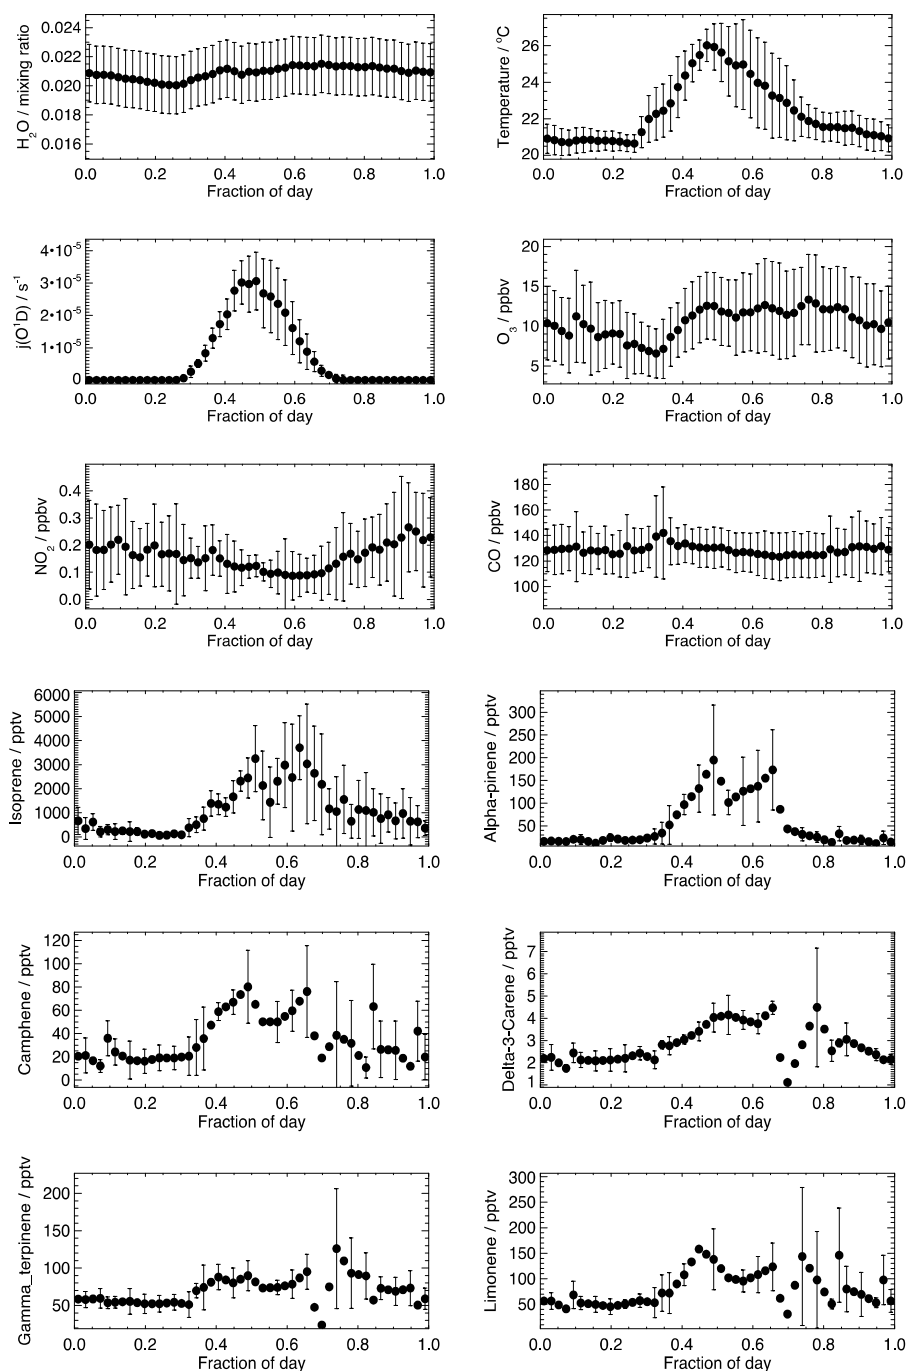 H2O / mixing ratio
0.024
0.022
0.020
0.018
0.016
0.0 0.2 0.4 0.6 0.8 1.0
Fraction of day
Temperature / °C
26
24
22
21
20
0.0 0.2 0.4 0.6 0.8 1.0
Fraction of day
j(O¹D) / s⁻¹
4•10⁻⁵
3•10⁻⁵
2•10⁻⁵
1•10⁻⁵
0
0.0 0.2 0.4 0.6 0.8 1.0
Fraction of day
O3 / ppbv
20
15
10
5
0.0 0.2 0.4 0.6 0.8 1.0
Fraction of day
NO2 / ppbv
0.4
0.3
0.2
0.1
0.0
0.0 0.2 0.4 0.6 0.8 1.0
Fraction of day
CO / ppbv
160
140
120
100
0.0 0.2 0.4 0.6 0.8 1.0
Fraction of day
Isoprene / pptv
6000
5000
4000
3000
2000
1000
0
0.0 0.2 0.4 0.6 0.8 1.0
Fraction of day
Alpha-pinene / pptv
300
250
200
150
100
50
0.0 0.2 0.4 0.6 0.8 1.0
Fraction of day
Camphene / pptv
120
100
80
60
40
20
0
0.0 0.2 0.4 0.6 0.8 1.0
Fraction of day
Delta-3-Carene / pptv
7
6
5
4
3
2
1
0.0 0.2 0.4 0.6 0.8 1.0
Fraction of day
Gamma_terpinene / pptv
200
150
100
50
0.0 0.2 0.4 0.6 0.8 1.0
Fraction of day
Limonene / pptv
300
250
200
150
100
50
0.0 0.2 0.4 0.6 0.8 1.0
Fraction of day